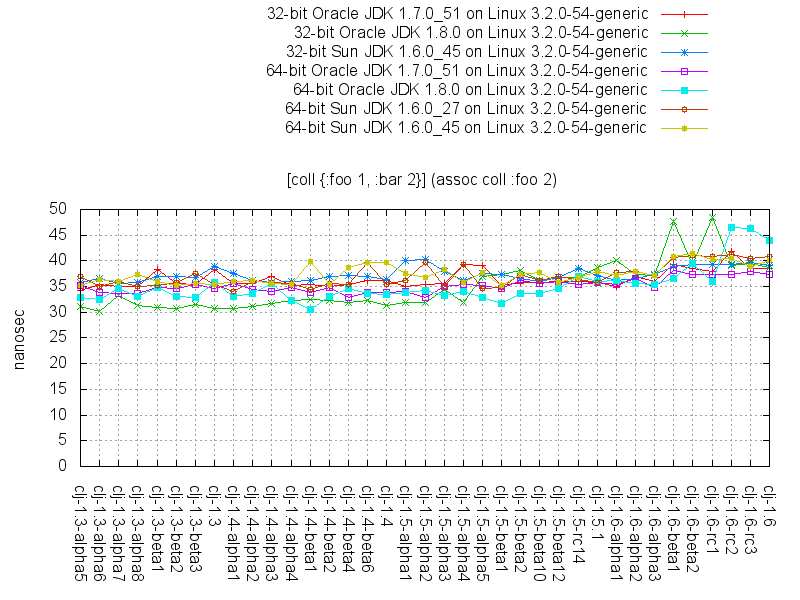 32-bit Oracle JDK 1.7.0_51 on Linux 3.2.0-54-generic
32-bit Oracle JDK 1.8.0 on Linux 3.2.0-54-generic
32-bit Sun JDK 1.6.0_45 on Linux 3.2.0-54-generic
64-bit Oracle JDK 1.7.0_51 on Linux 3.2.0-54-generic
64-bit Oracle JDK 1.8.0 on Linux 3.2.0-54-generic
64-bit Sun JDK 1.6.0_27 on Linux 3.2.0-54-generic
64-bit Sun JDK 1.6.0_45 on Linux 3.2.0-54-generic
[coll {:foo 1, :bar 2}] (assoc coll :foo 2)
50
45
40
35
30
25
20
15
10
5
0
nanosec
clj-1.3-alpha5
clj-1.3-alpha6
clj-1.3-alpha7
clj-1.3-alpha8
clj-1.3-beta1
clj-1.3-beta2
clj-1.3-beta3
clj-1.3
clj-1.4-alpha1
clj-1.4-alpha2
clj-1.4-alpha3
clj-1.4-alpha4
clj-1.4-beta1
clj-1.4-beta2
clj-1.4-beta4
clj-1.4-beta6
clj-1.4
clj-1.5-alpha1
clj-1.5-alpha2
clj-1.5-alpha3
clj-1.5-alpha4
clj-1.5-alpha5
clj-1.5-beta1
clj-1.5-beta2
clj-1.5-beta10
clj-1.5-beta12
clj-1.5-rc14
clj-1.5.1
clj-1.6-alpha1
clj-1.6-alpha2
clj-1.6-alpha3
clj-1.6-beta1
clj-1.6-beta2
clj-1.6-rc1
clj-1.6-rc2
clj-1.6-rc3
clj-1.6